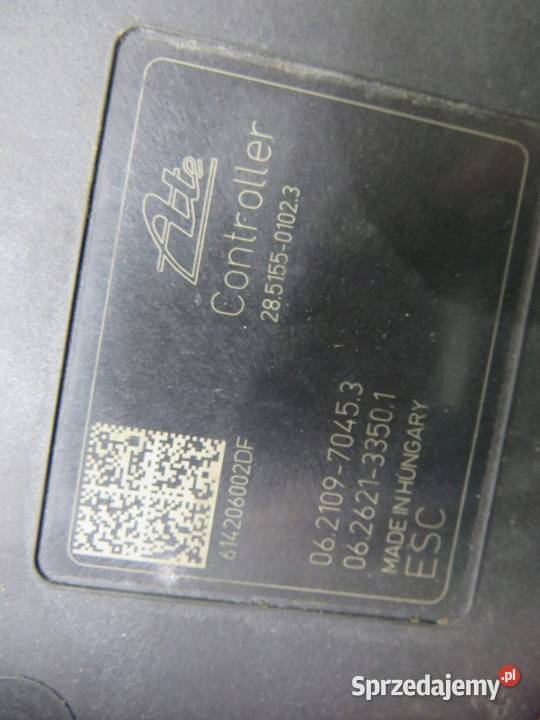 Ate
Controller
28.5155-0102.3
614206002DF
06.2109-7045.3
06.2621-3350.1
MADE IN HUNGARY
ESC
Sprzedajemy.pl